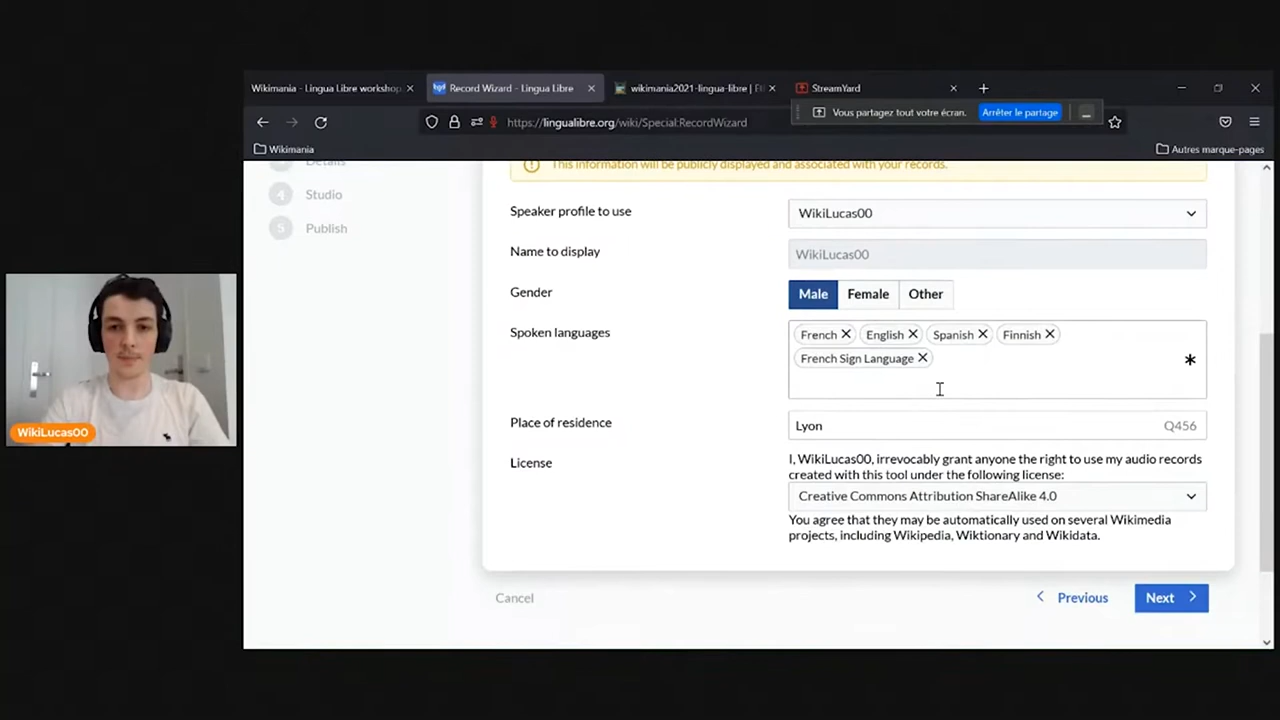 Wikimania - Lingua Libre workshop
Record Wizard - Lingua Libre
wikimania2021-lingua-libre |
StreamYard
Vous partagez tout votre écran.
Arrêter le partage
https://lingualibre.org/wiki/Special:RecordWizard
Wikimania
Autres marque-pages
Details
This information will be publicly displayed and associated with your records.
4 Studio
5 Publish
Speaker profile to use
WikiLucas00
Name to display
WikiLucas00
Gender
Male Female Other
Spoken languages
French English Spanish Finnish
French Sign Language
Place of residence
Lyon Q456
License
I, WikiLucas00, irrevocably grant anyone the right to use my audio records
created with this tool under the following license:
Creative Commons Attribution ShareAlike 4.0
You agree that they may be automatically used on several Wikimedia
projects, including Wikipedia, Wiktionary and Wikidata.
Cancel
Previous
Next
WikiLucas00